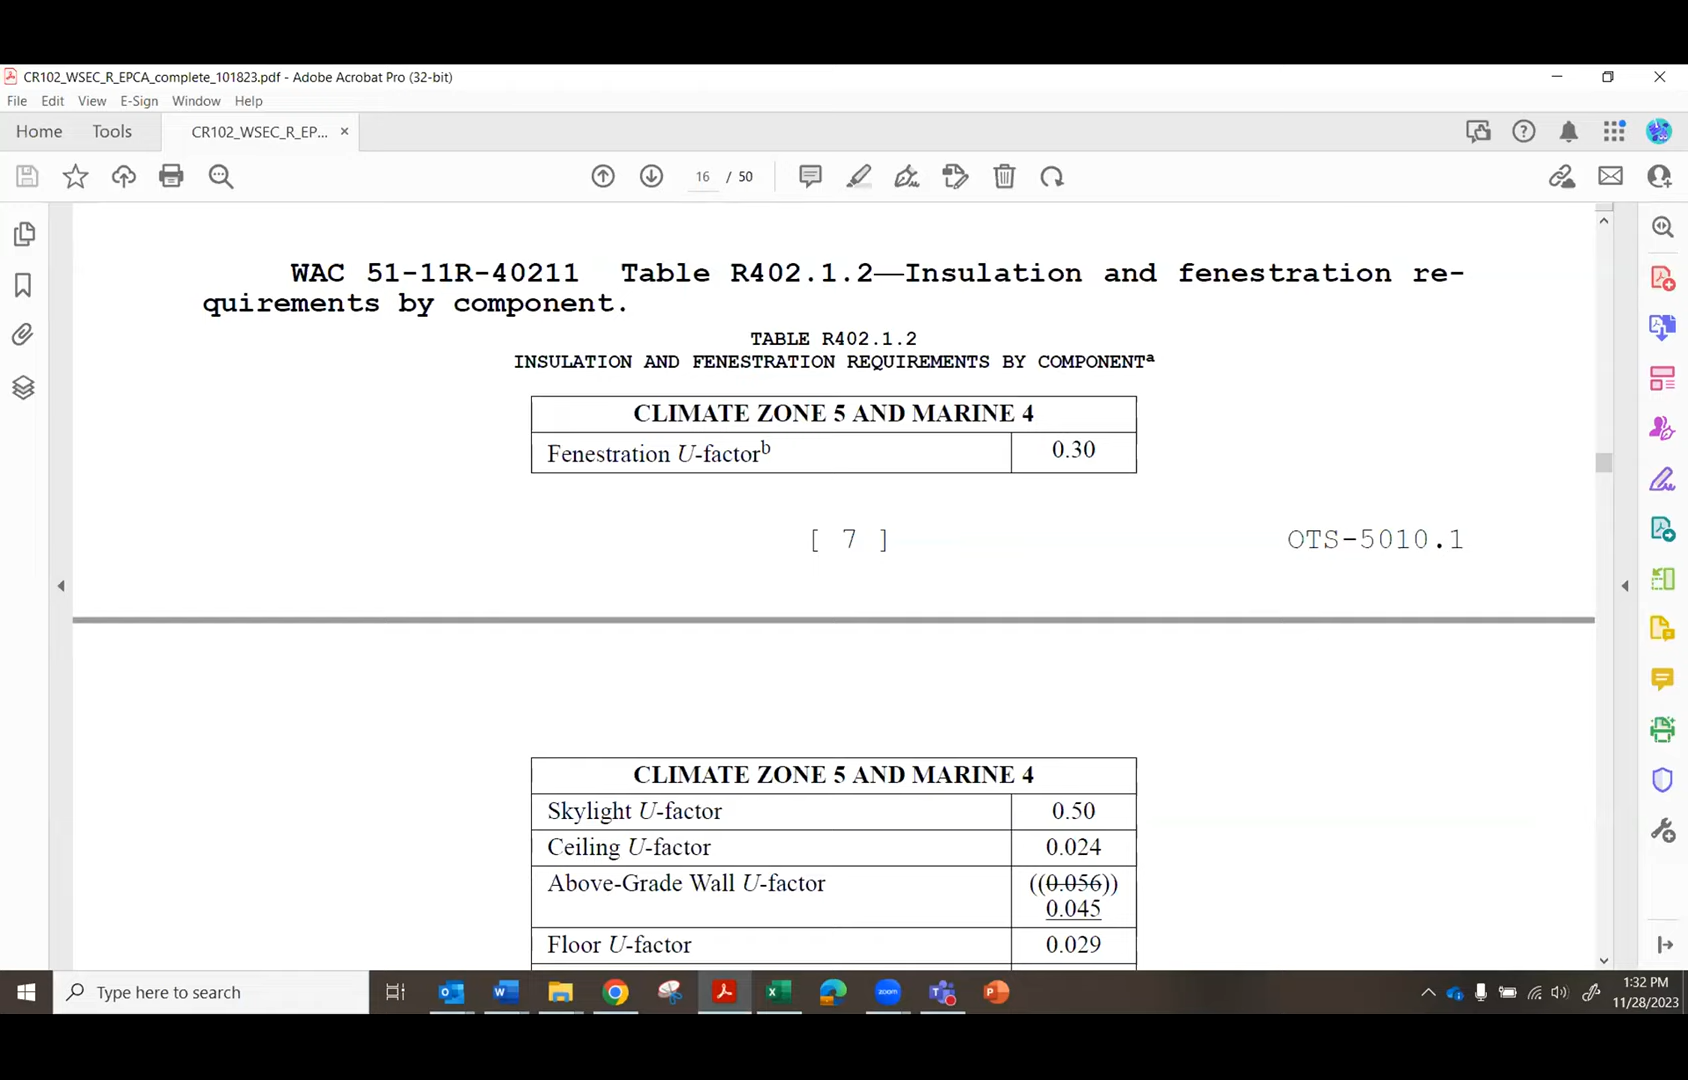 CR102_WSEC_R_EPCA_complete_101823.pdf - Adobe Acrobat Pro (32-bit)
File Edit View E-Sign Window Help
Home Tools CR102_WSEC_R_EP... ×
16 / 50
WAC 51-11R-40211 Table R402.1.2—Insulation and fenestration re-
quirements by component.
TABLE R402.1.2
INSULATION AND FENESTRATION REQUIREMENTS BY COMPONENTa
CLIMATE ZONE 5 AND MARINE 4
Fenestration U-factorb 0.30
[ 7 ] OTS-5010.1
CLIMATE ZONE 5 AND MARINE 4
Skylight U-factor 0.50
Ceiling U-factor 0.024
Above-Grade Wall U-factor ((0.056))
0.045
Floor U-factor 0.029
Type here to search
zoom
1:32 PM
11/28/2023